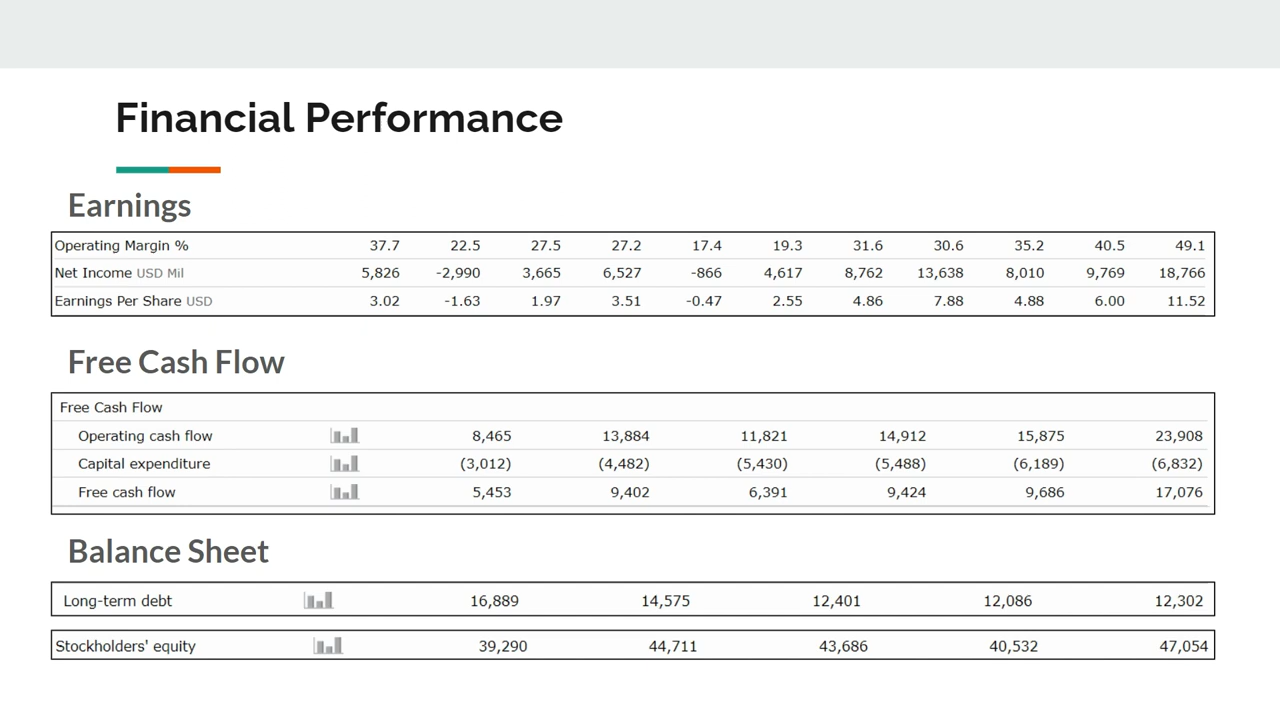 Financial Performance
Earnings
Operating Margin % 37.7 22.5 27.5 27.2 17.4 19.3 31.6 30.6 35.2 40.5 49.1
Net Income USD Mil 5,826 -2,990 3,665 6,527 -866 4,617 8,762 13,638 8,010 9,769 18,766
Earnings Per Share USD 3.02 -1.63 1.97 3.51 -0.47 2.55 4.86 7.88 4.88 6.00 11.52
Free Cash Flow
Free Cash Flow
Operating cash flow 8,465 13,884 11,821 14,912 15,875 23,908
Capital expenditure (3,012) (4,482) (5,430) (5,488) (6,189) (6,832)
Free cash flow 5,453 9,402 6,391 9,424 9,686 17,076
Balance Sheet
Long-term debt 16,889 14,575 12,401 12,086 12,302
Stockholders' equity 39,290 44,711 43,686 40,532 47,054